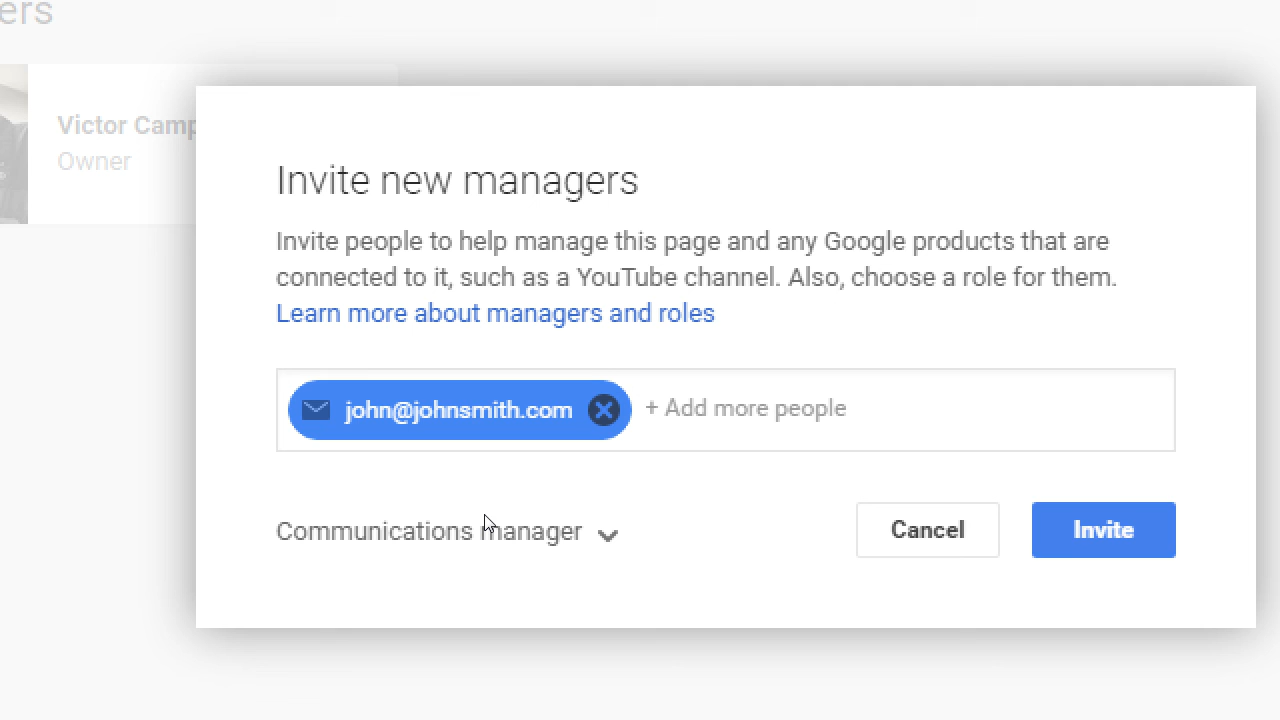 ers
Victor Camp
Owner
Invite new managers
Invite people to help manage this page and any Google products that are
connected to it, such as a YouTube channel. Also, choose a role for them.
Learn more about managers and roles
john@johnsmith.com + Add more people
Communications manager
Cancel
Invite